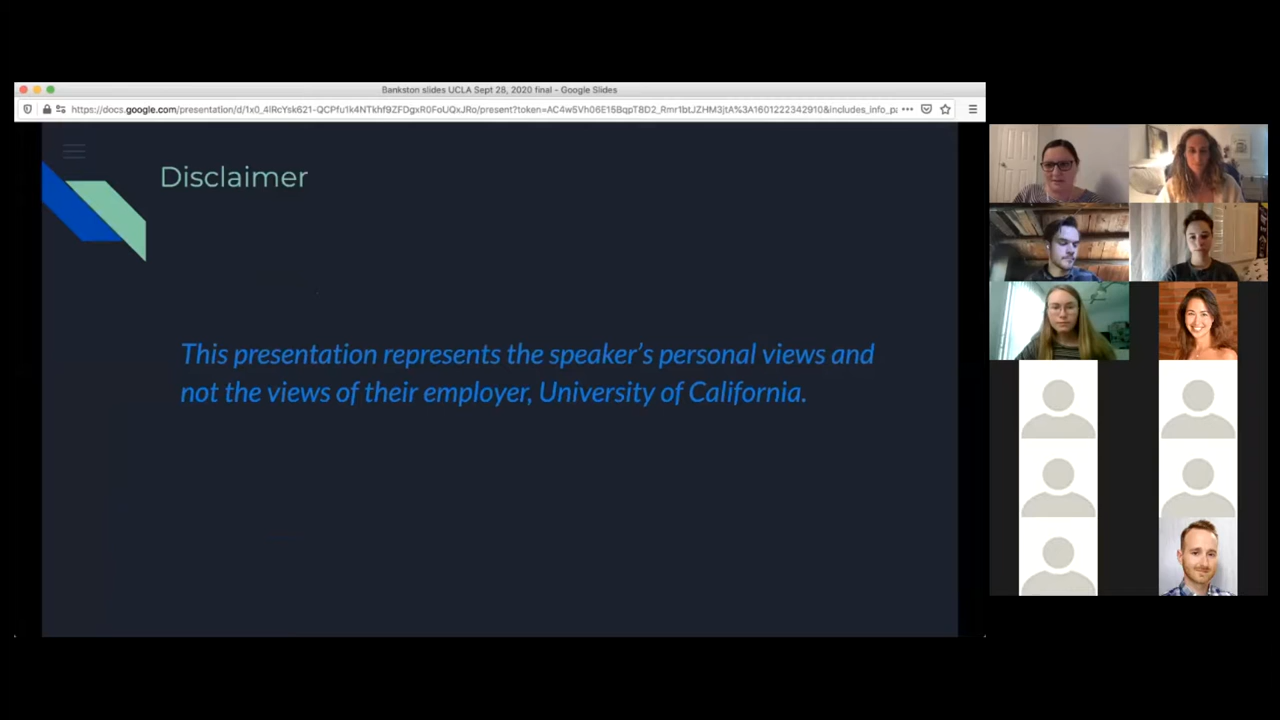 Bankston slides UCLA Sept 28, 2020 final - Google Slides
Disclaimer
This presentation represents the speaker's personal views and
not the views of their employer, University of California.